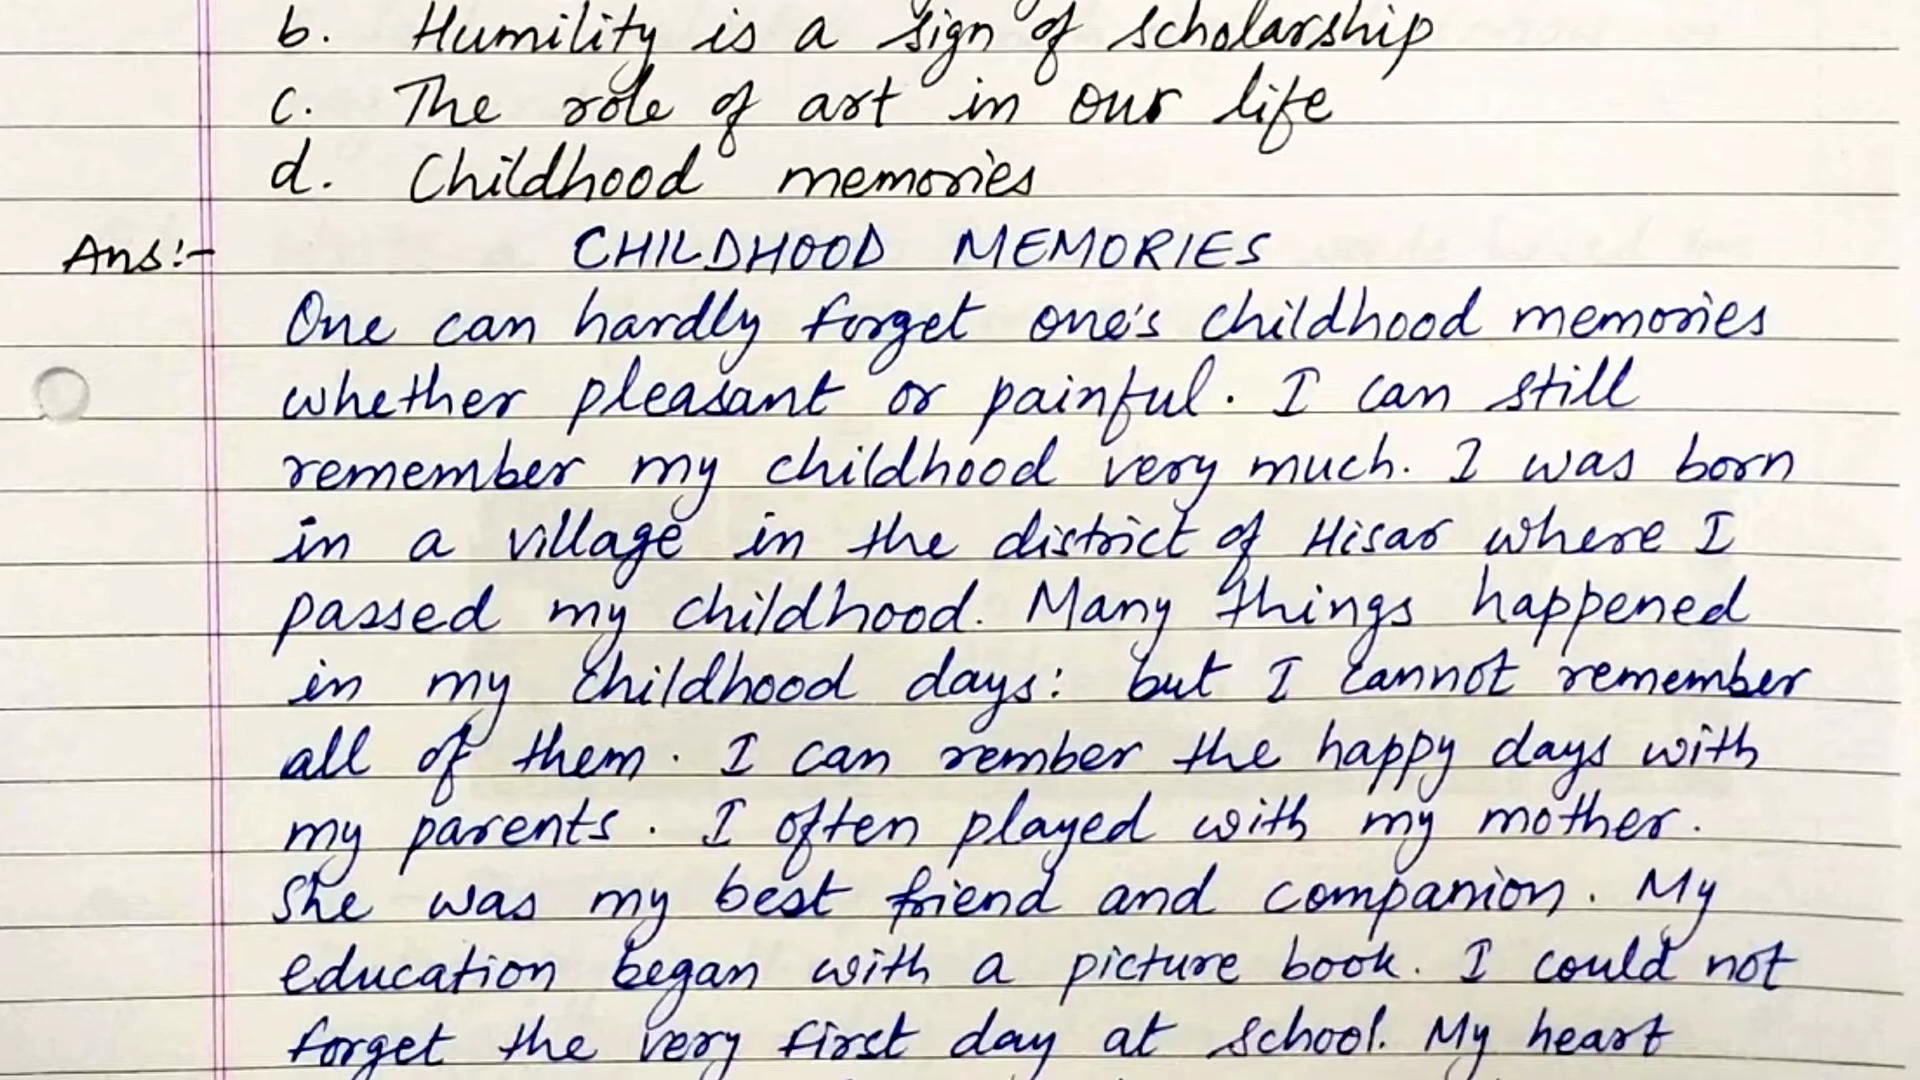 b. Humility is a sign of scholarship
c. The role of art in our life
d. Childhood memories
Ans:- CHILDHOOD MEMORIES
One can hardly forget one's childhood memories
whether pleasant or painful. I can still
remember my childhood very much. I was born
in a village in the district of Hisar where I
passed my childhood. Many things happened
in my childhood days: but I cannot remember
all of them. I can rember the happy days with
my parents. I often played with my mother.
She was my best friend and companion. My
education began with a picture book. I could not
forget the very first day at school. My heart